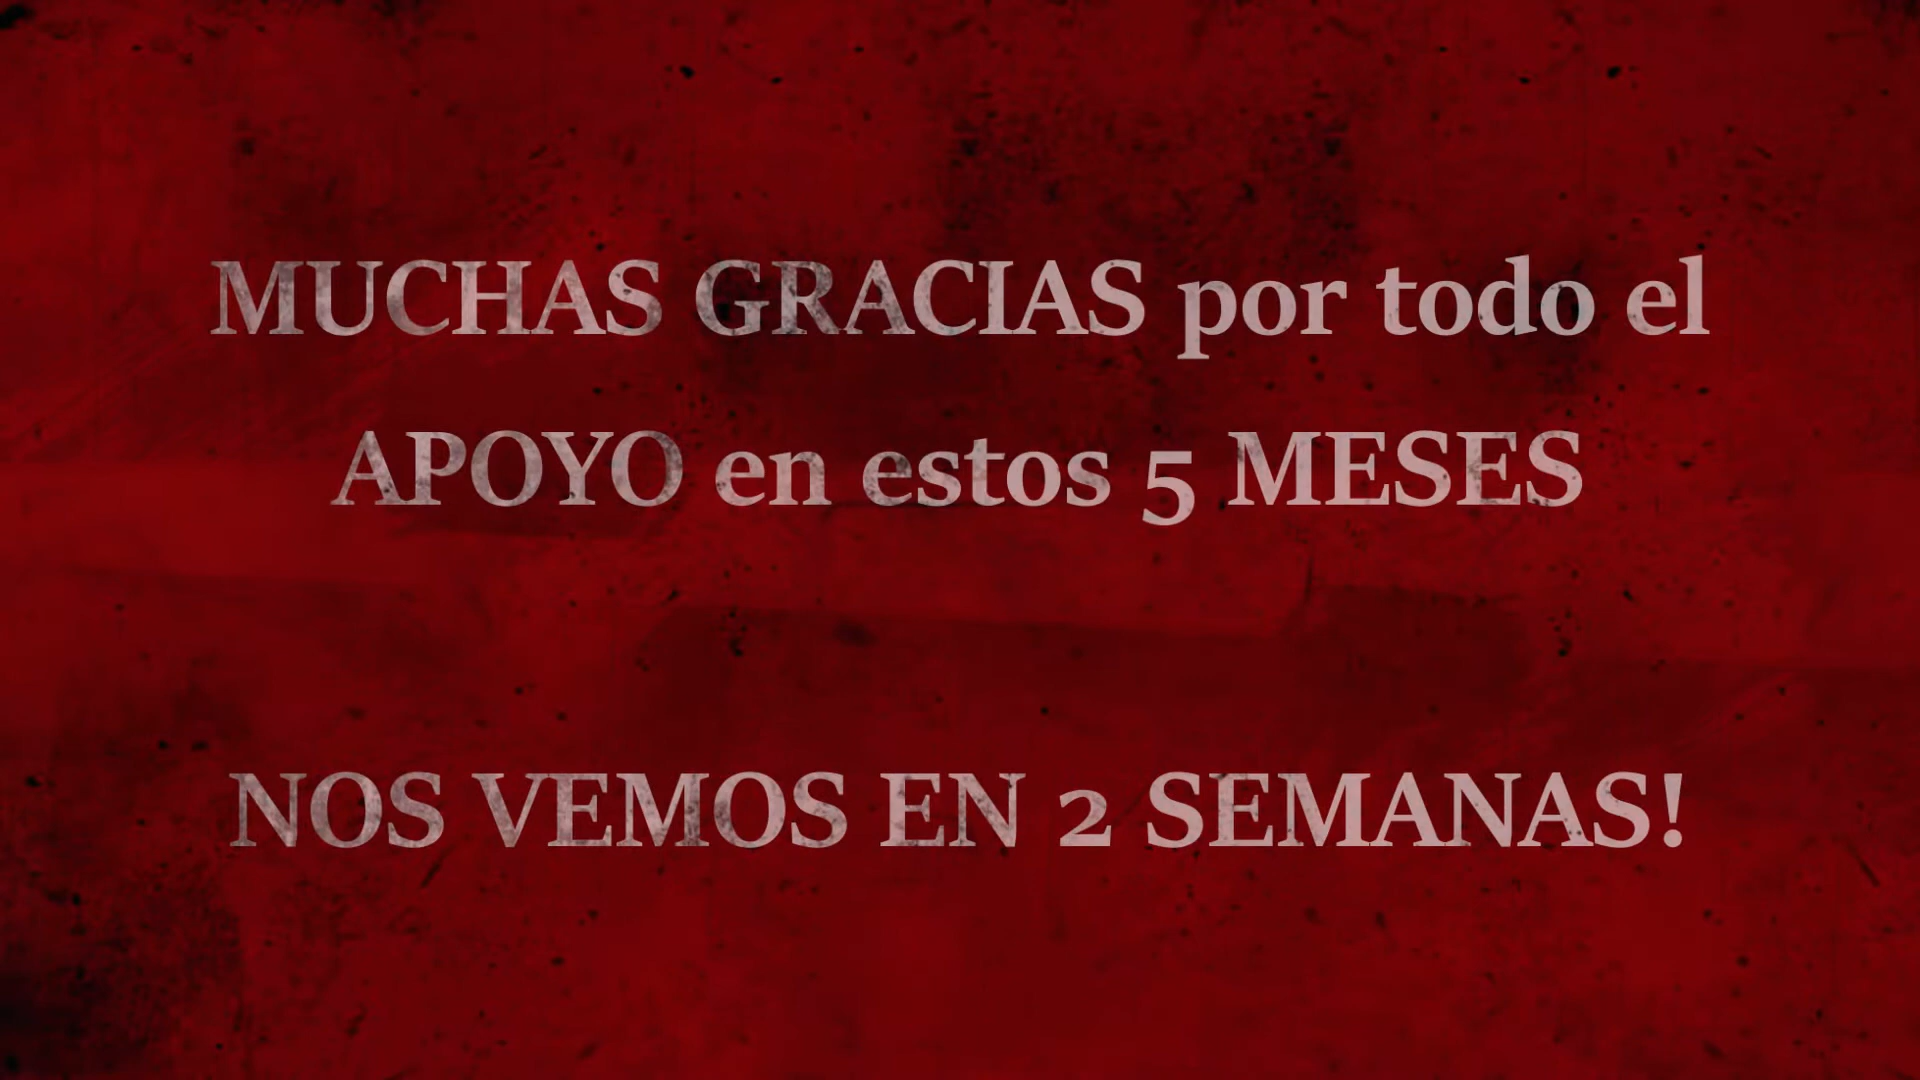 MUCHAS GRACIAS por todo el
APOYO en estos 5 MESES
NOS VEMOS EN 2 SEMANAS!